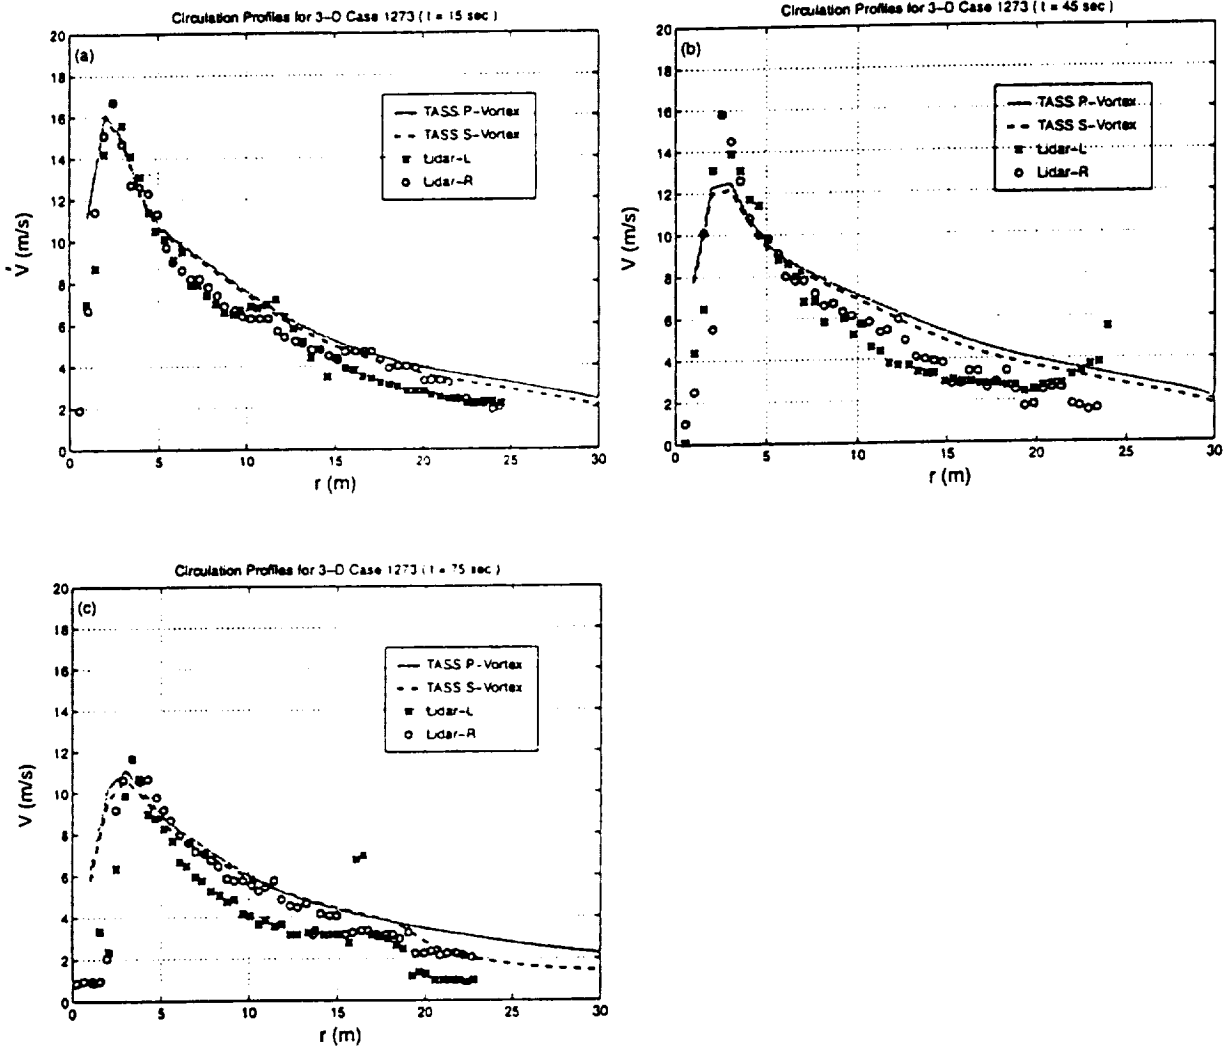 Circulation Profiles for 3-D Case 1273 ( t = 15 sec )
(a)
20
18
16
14
12
10
8
6
4
2
0
V (m/s)
TASS P-Vortex
TASS S-Vortex
Lidar-L
Lidar-R
0 5 10 15 20 25 30
r (m)
Circulation Profiles for 3-D Case 1273 ( t = 45 sec )
(b)
20
18
16
14
12
10
8
6
4
2
0
V (m/s)
TASS P-Vortex
TASS S-Vortex
Lidar-L
Lidar-R
0 5 10 15 20 25 30
r (m)
Circulation Profiles for 3-D Case 1273 ( t = 75 sec )
(c)
20
18
16
14
12
10
8
6
4
2
0
V (m/s)
TASS P-Vortex
TASS S-Vortex
Lidar-L
Lidar-R
0 5 10 15 20 25 30
r (m)